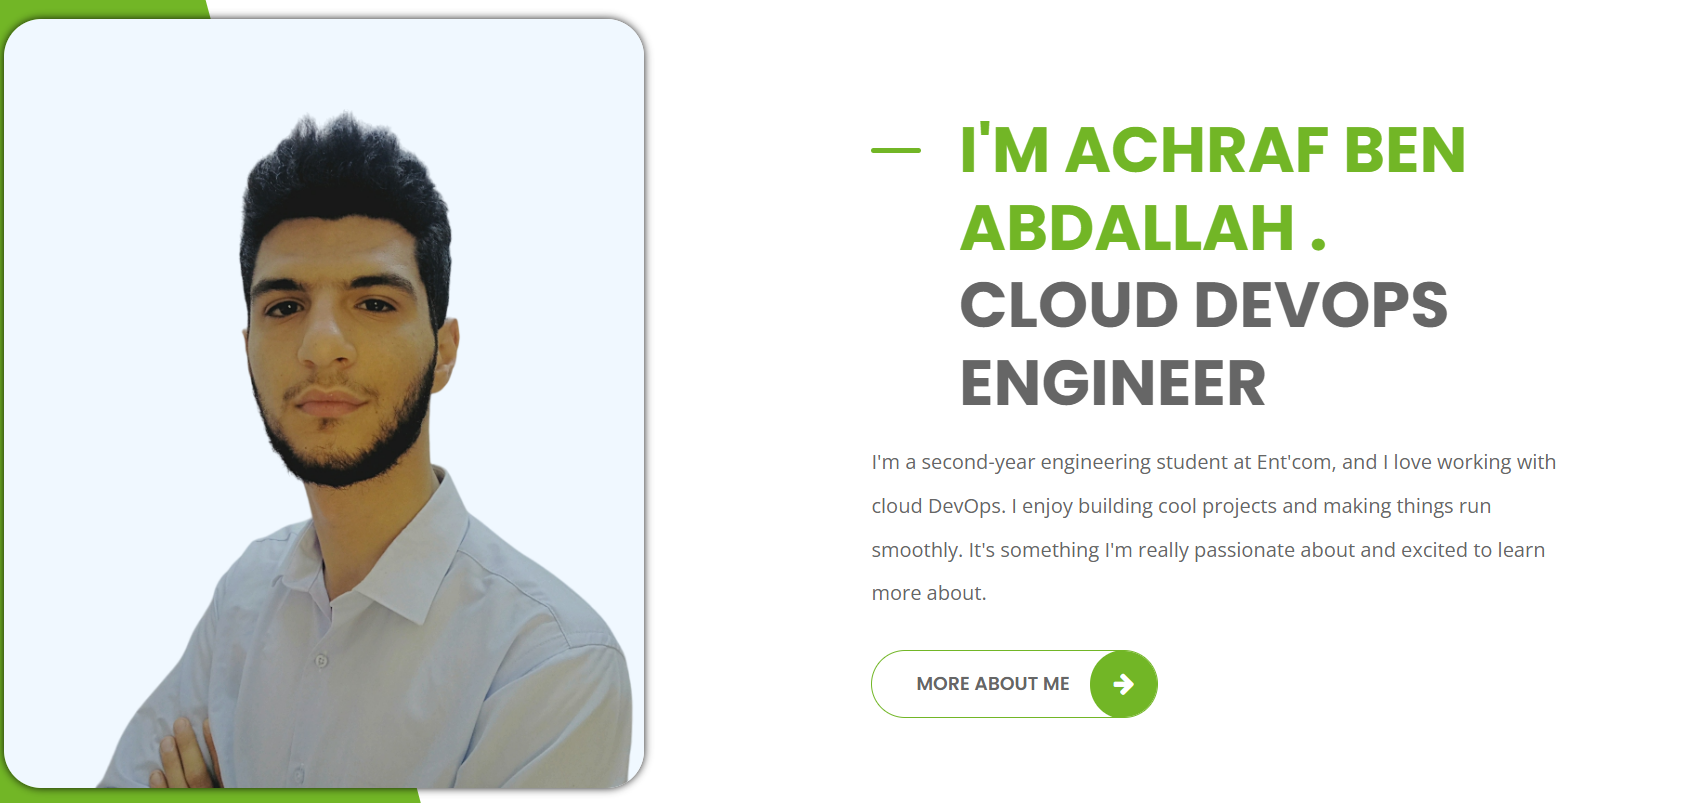 I'M ACHRAF BEN
ABDALLAH .
CLOUD DEVOPS
ENGINEER
I'm a second-year engineering student at Ent'com, and I love working with
cloud DevOps. I enjoy building cool projects and making things run
smoothly. It's something I'm really passionate about and excited to learn
more about.
MORE ABOUT ME